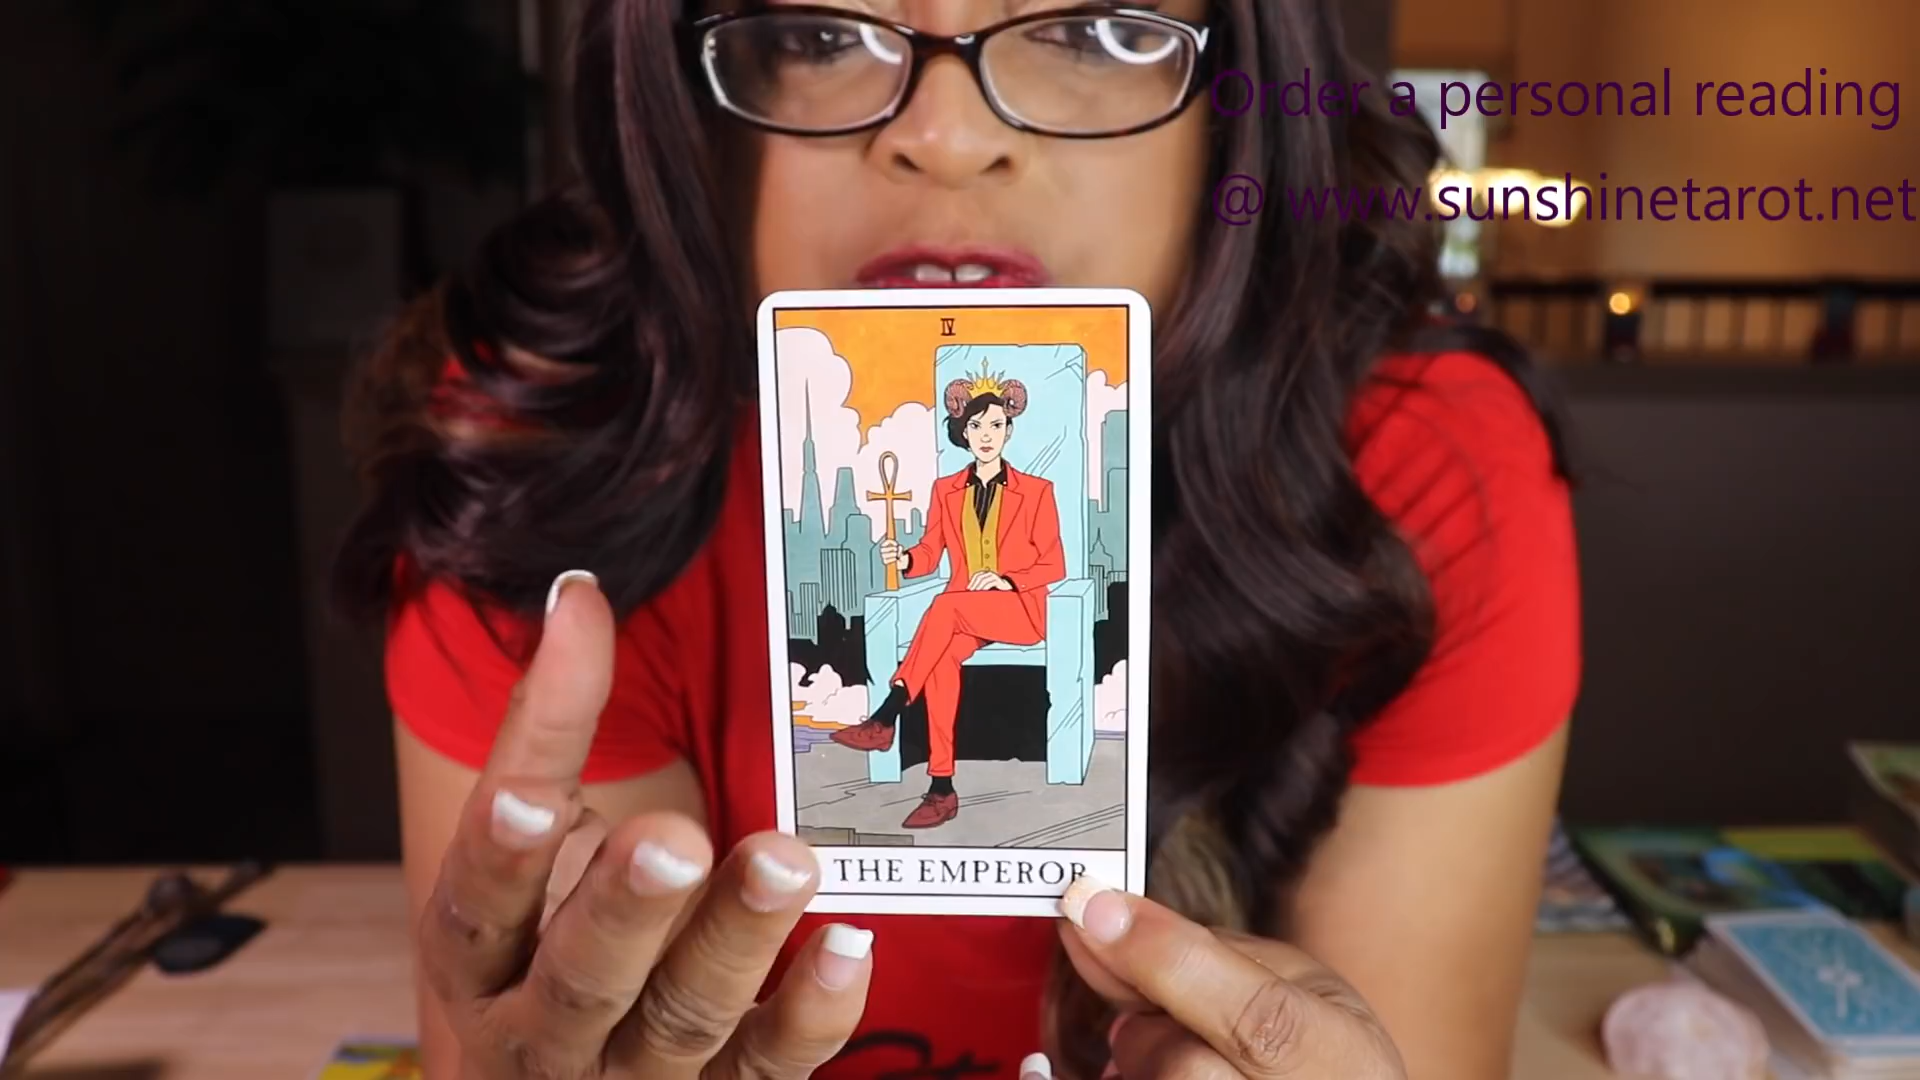 Order a personal reading
@ www.sunshinetarot.net
IV
THE EMPEROR